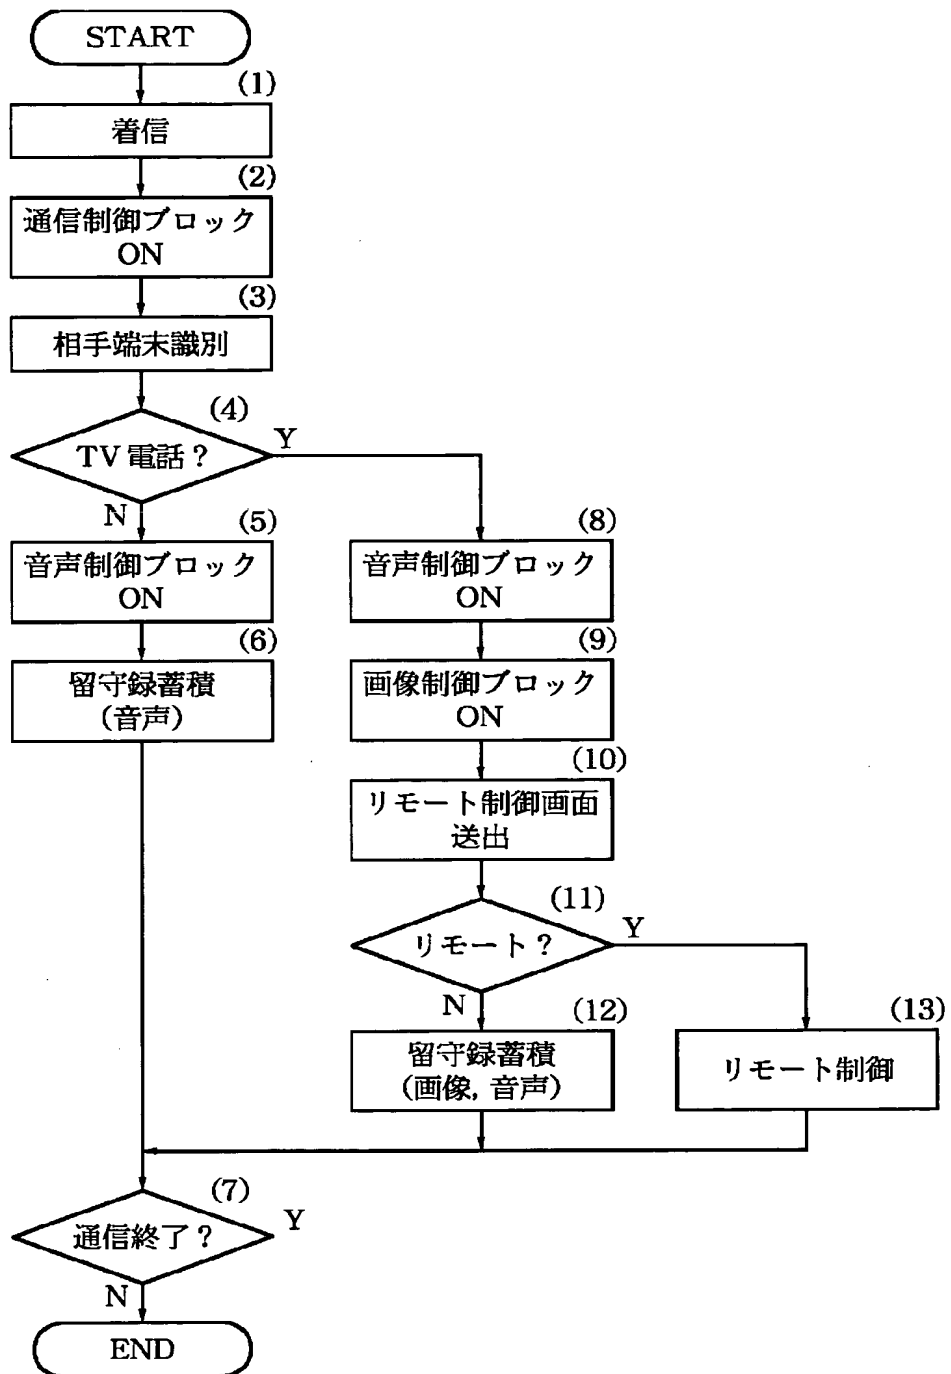 START
(1)
着信
(2)
通信制御ブロック
ON
(3)
相手端末識別
(4)
TV 電話?
Y
N
(5)
音声制御ブロック
ON
(6)
留守録蓄積
(音声)
(8)
音声制御ブロック
ON
(9)
画像制御ブロック
ON
(10)
リモート制御画面
送出
(11)
リモート?
Y
N
(12)
留守録蓄積
(画像, 音声)
(13)
リモート制御
(7)
通信終了?
Y
N
END